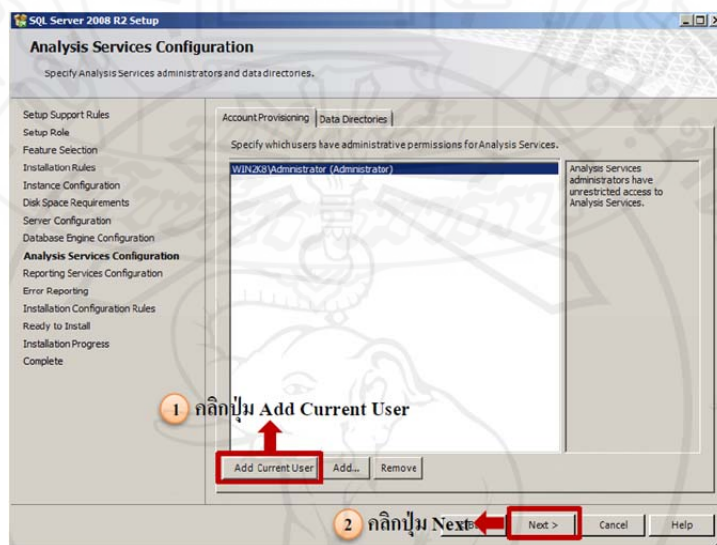 SQL Server 2008 R2 Setup
Analysis Services Configuration
Specify Analysis Services administrators and data directories.
Setup Support Rules
Setup Role
Feature Selection
Installation Rules
Instance Configuration
Disk Space Requirements
Server Configuration
Database Engine Configuration
Analysis Services Configuration
Reporting Services Configuration
Error Reporting
Installation Configuration Rules
Ready to Install
Installation Progress
Complete
Account Provisioning Data Directories
Specify which users have administrative permissions for Analysis Services.
WIN2K8\Administrator (Administrator)
Analysis Services
administrators have
unrestricted access to
Analysis Services.
1 คลิกปุ่ม Add Current User
Add Current User Add... Remove
2 คลิกปุ่ม Next
Next > Cancel Help